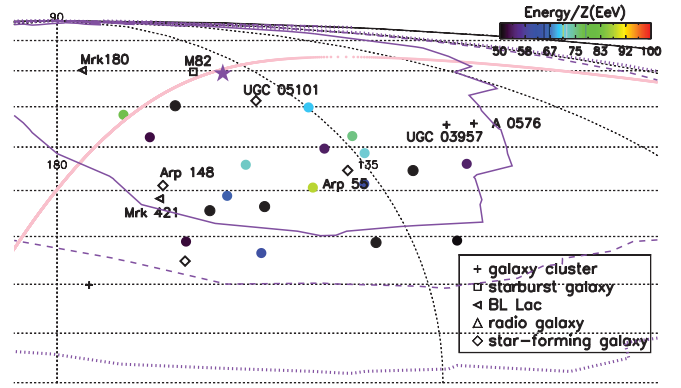 Energy/Z(EeV)
50 58 67 75 83 92 100
90
Mrk180
M82
UGC 05101
A 0576
UGC 03957
180
135
Arp 148
Arp 55
Mrk 421
galaxy cluster
starburst galaxy
BL Lac
radio galaxy
star-forming galaxy